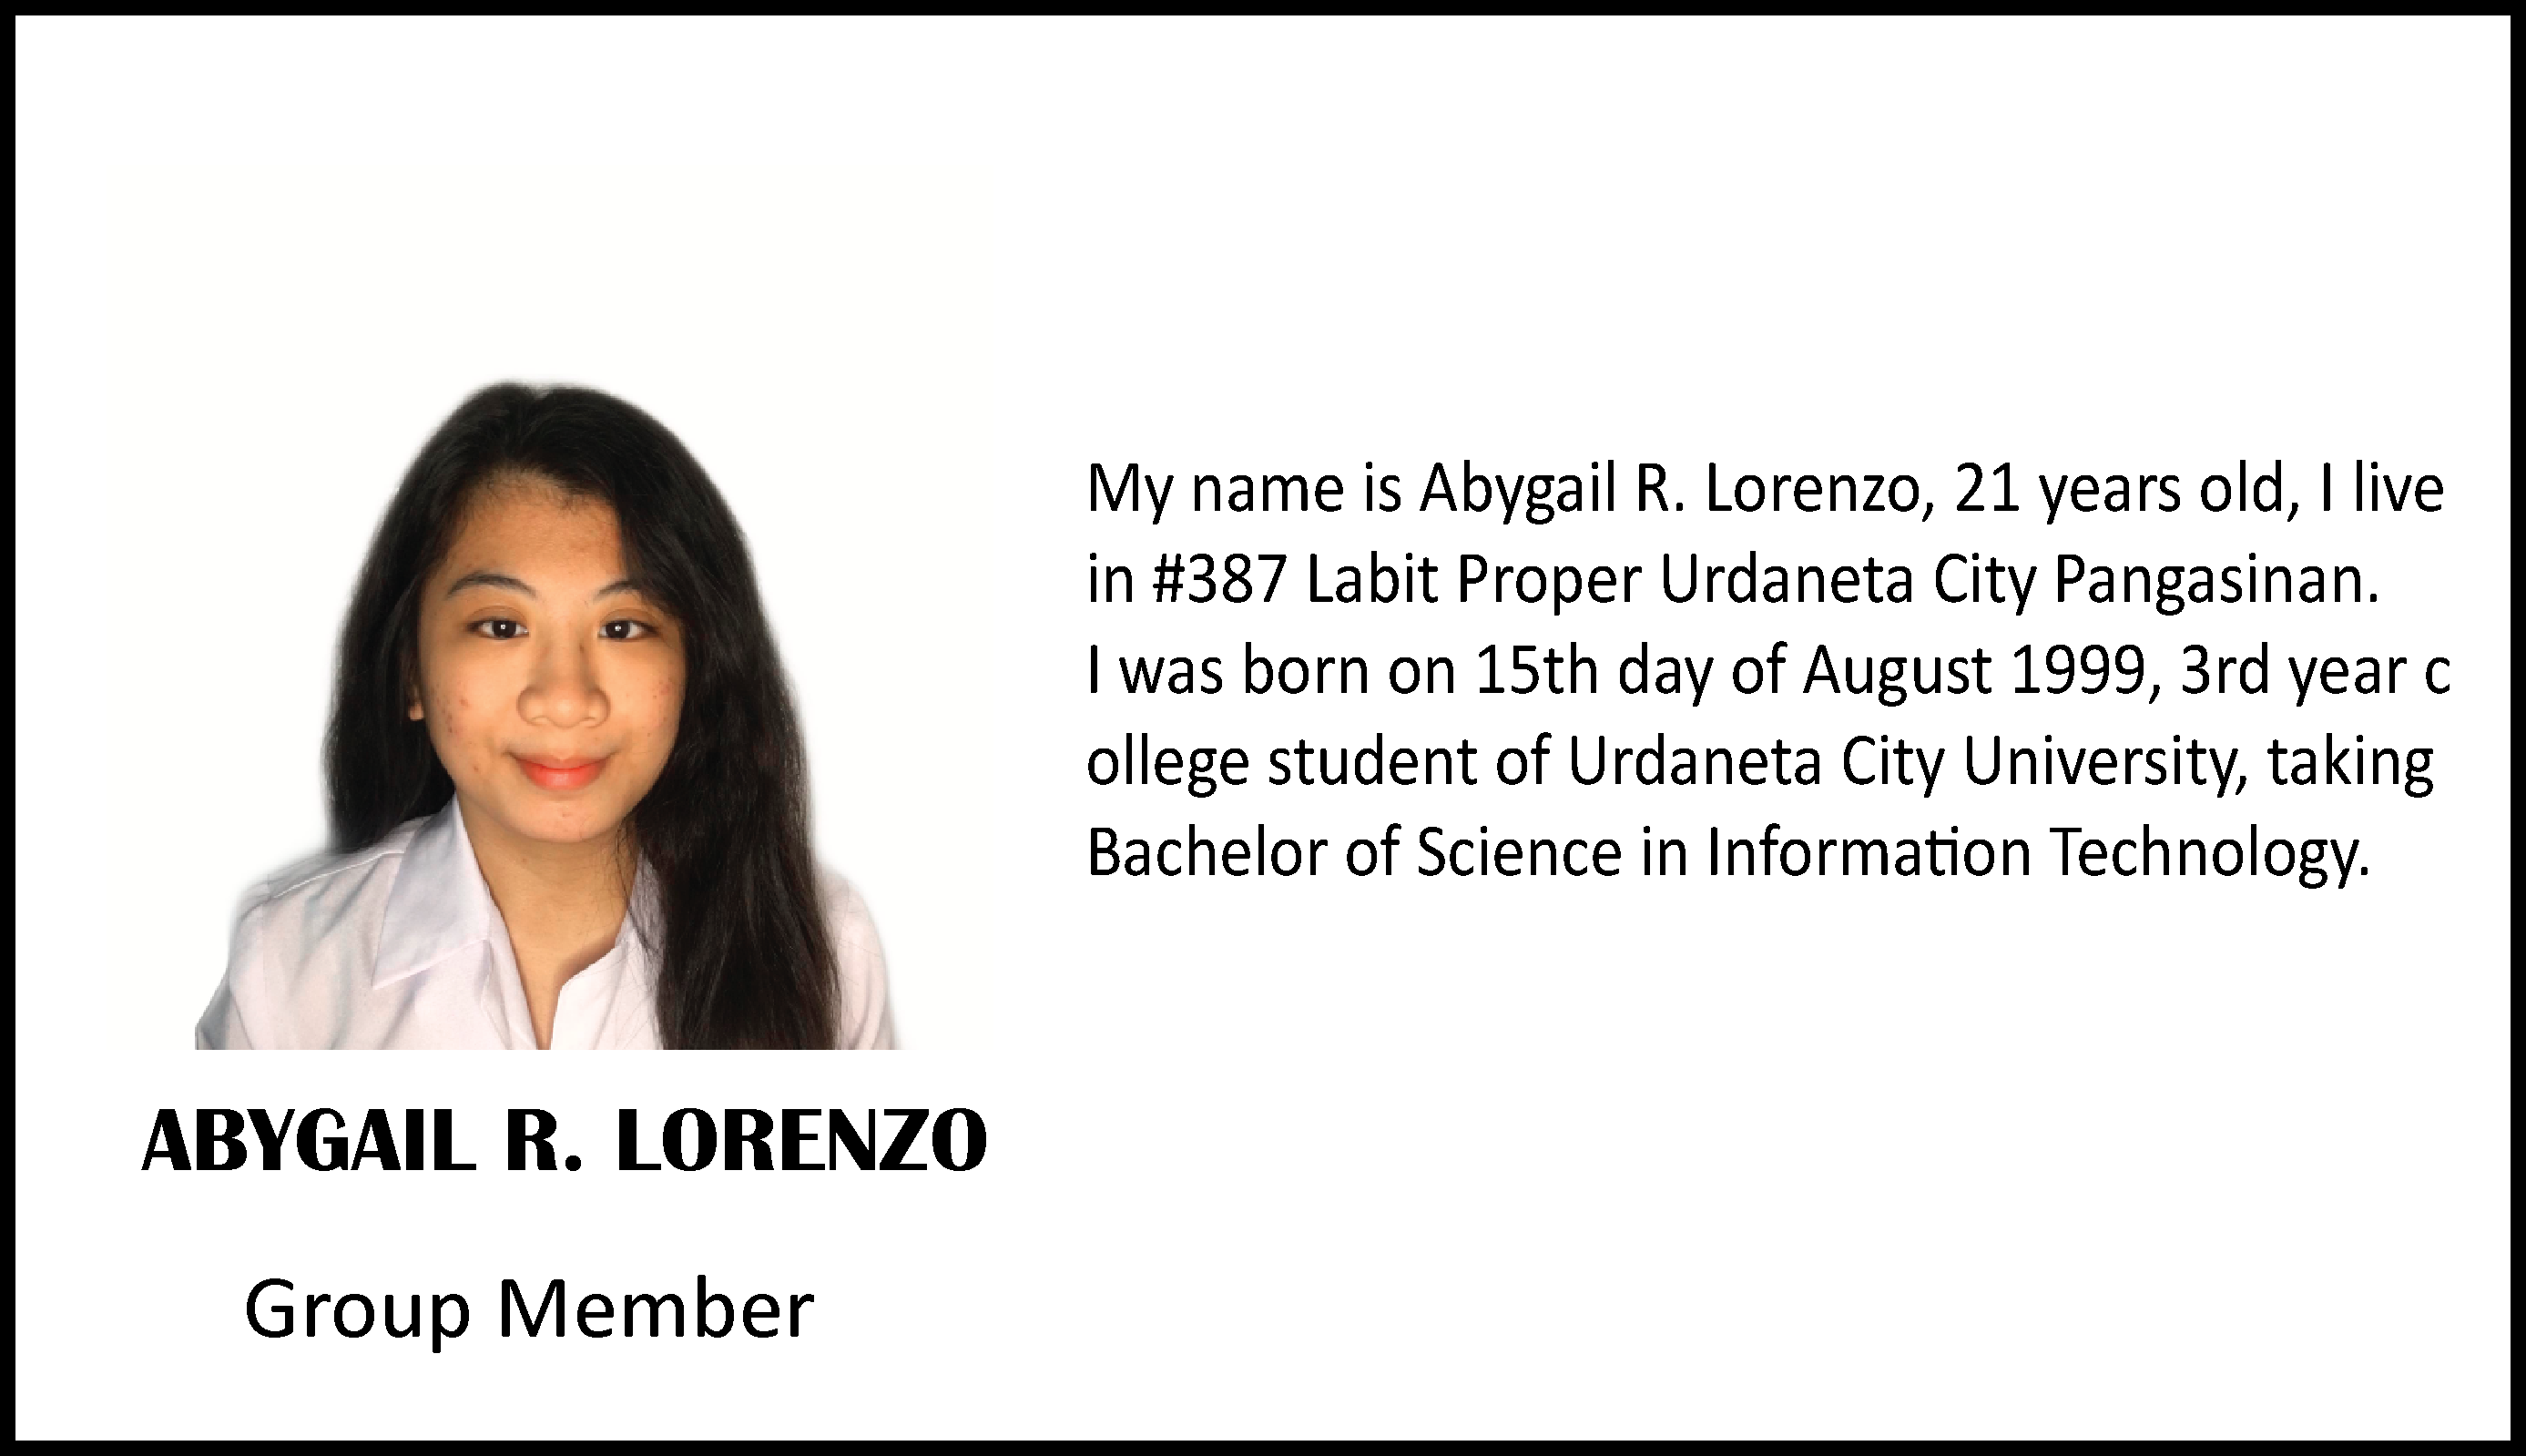 My name is Abygail R. Lorenzo, 21 years old, I live
in #387 Labit Proper Urdaneta City Pangasinan.
I was born on 15th day of August 1999, 3rd year c
ollege student of Urdaneta City University, taking
Bachelor of Science in Information Technology.
ABYGAIL R. LORENZO
Group Member